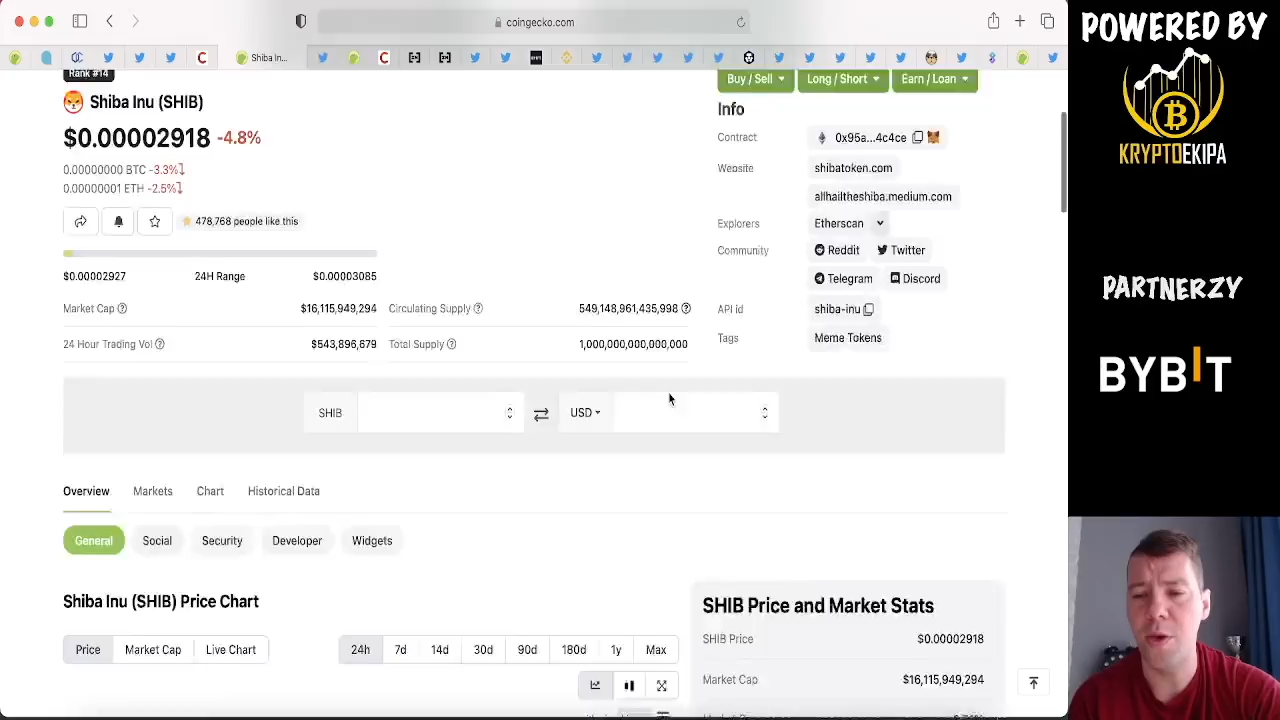 coingecko.com
Shiba In...
Rank #14
Shiba Inu (SHIB)
$0.00002918 -4.8%
0.00000000 BTC -3.3%
0.00000001 ETH -2.5%
478,768 people like this
$0.00002927 24H Range $0.00003085
Market Cap $16,115,949,294
Circulating Supply 549,148,961,435,998
24 Hour Trading Vol $543,896,679
Total Supply 1,000,000,000,000,000
Buy / Sell Long / Short Earn / Loan
Info
Contract 0x95a...4c4ce
Website shibatoken.com
allhailtheshiba.medium.com
Explorers Etherscan
Community Reddit Twitter
Telegram Discord
API id shiba-inu
Tags Meme Tokens
SHIB USD
Overview Markets Chart Historical Data
General Social Security Developer Widgets
Shiba Inu (SHIB) Price Chart
Price Market Cap Live Chart
24h 7d 14d 30d 90d 180d 1y Max
SHIB Price and Market Stats
SHIB Price $0.00002918
Market Cap $16,115,949,294
POWERED BY
KRYPTOEKIPA
PARTNERZY
BYBIT